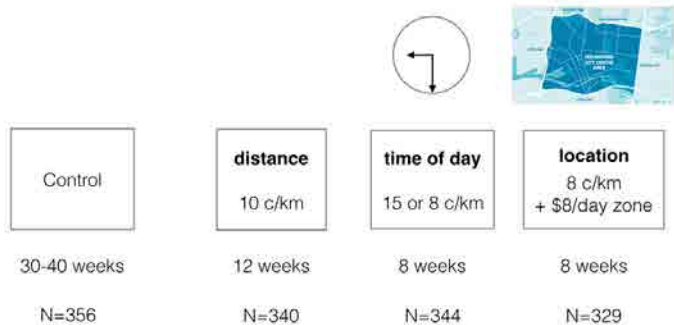 Control
distance
10 c/km
time of day
15 or 8 c/km
location
8 c/km
+ $8/day zone
30-40 weeks
12 weeks
8 weeks
8 weeks
N=356
N=340
N=344
N=329